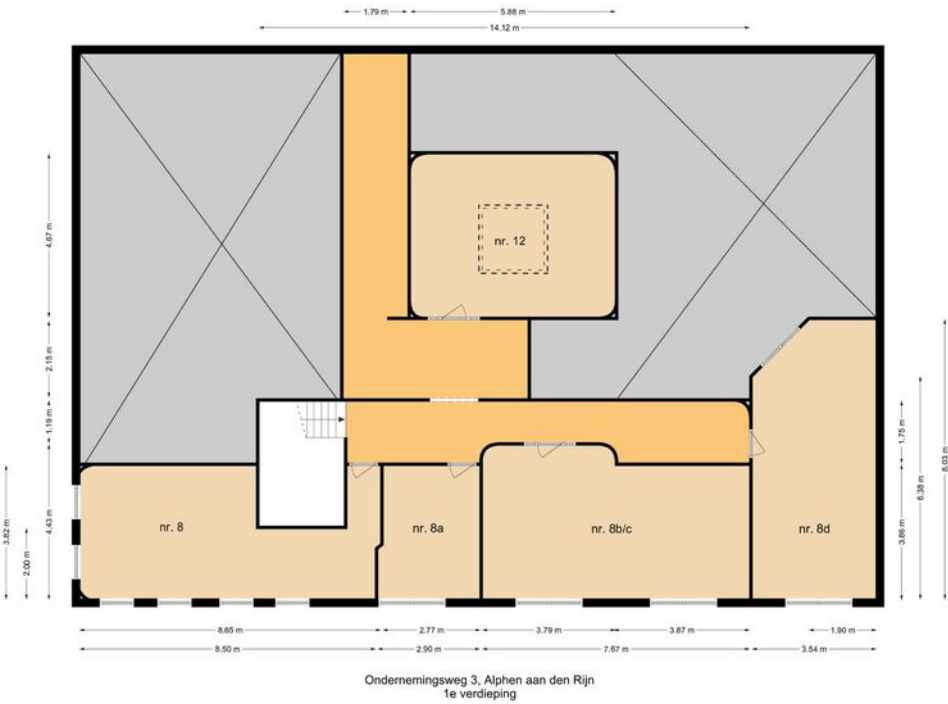 1.79 m
5.88 m
14.12 m
4.67 m
2.15 m
1.19 m
4.43 m
3.82 m
2.00 m
nr. 12
nr. 8
nr. 8a
nr. 8b/c
nr. 8d
1.75 m
3.86 m
6.38 m
8.03 m
8.65 m
2.77 m
3.79 m
3.87 m
1.90 m
8.50 m
2.90 m
7.67 m
3.54 m
Ondernemingsweg 3, Alphen aan den Rijn
1e verdieping